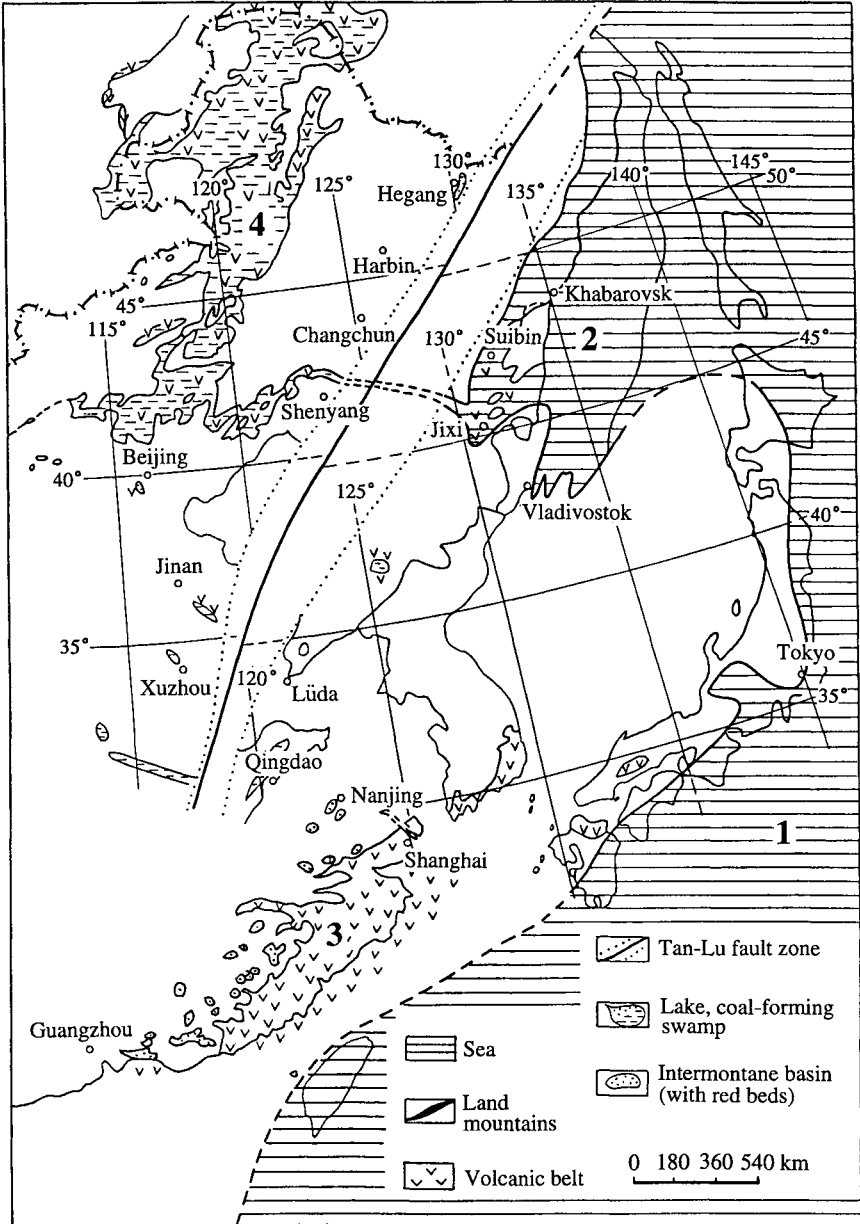 130°
145°
50°
120°
125°
135°
140°
Hegang
4
Harbin
45°
Khabarovsk
115°
Changchun
130°
Suibin
2
45°
Shenyang
Jixi
Beijing
40°
125°
Vladivostok
40°
Jinan
35°
Tokyo
Xuzhou
120°
Lüda
35°
Qingdao
Nanjing
1
Shanghai
3
Tan-Lu fault zone
Guangzhou
Lake, coal-forming
swamp
Sea
Intermontane basin
(with red beds)
Land
mountains
Volcanic belt
0 180 360 540 km